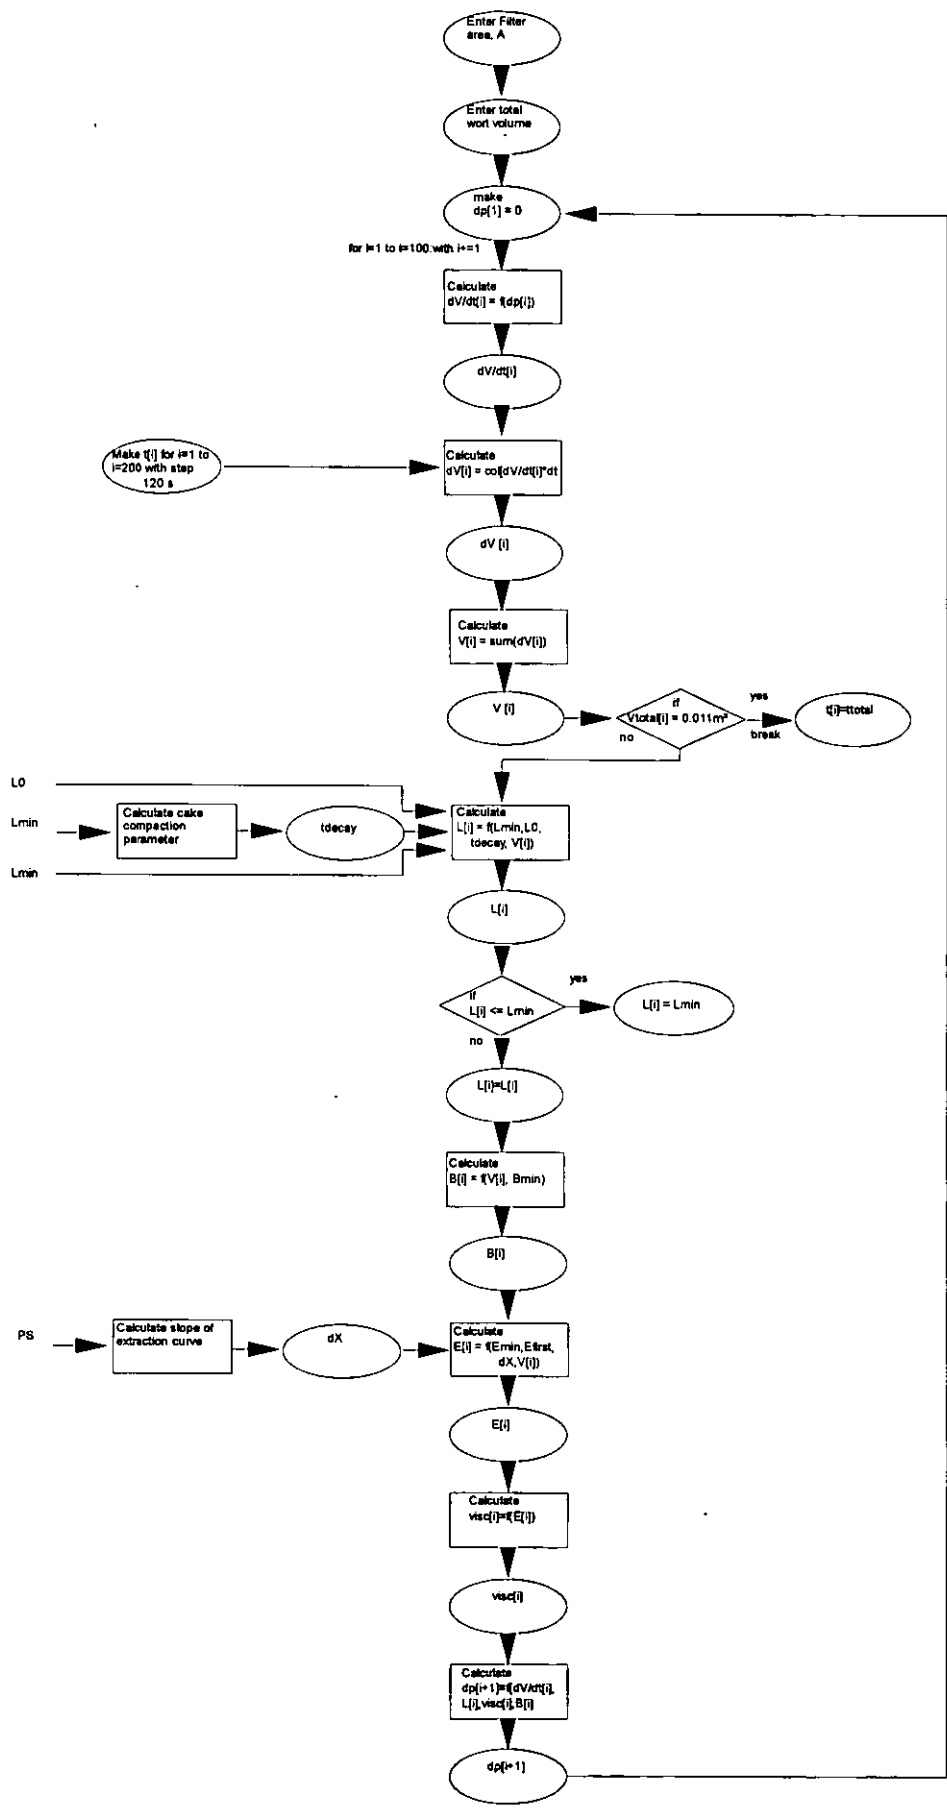 Enter Filter
area, A
Enter total
wort volume
make
dp[1] = 0
for i=1 to i=100 with i+=1
Calculate
dV/dt[i] = f(dp[i])
dV/dt[i]
Make t[i] for i=1 to
i=200 with step
120 s
Calculate
dV[i] = col[dV/dt[i]*dt
dV [i]
Calculate
V[i] = sum(dV[i])
V [i]
if
Vtotal[i] = 0.011m³
yes
break
no
t[i]=ttotal
L0
Lmin
Calculate cake
compaction
parameter
tdecay
Calculate
L[i] = f(Lmin,L0,
tdecay, V[i])
Lmin
L[i]
if
L[i] <= Lmin
yes
no
L[i] = Lmin
L[i]=L[i]
Calculate
B[i] = f(V[i], Bmin)
B[i]
PS
Calculate slope of
extraction curve
dX
Calculate
E[i] = f(Emin,Efirst,
dX,V[i])
E[i]
Calculate
visc[i]=f(E[i])
visc[i]
Calculate
dp[i+1]=f[dV/dt[i],
L[i],visc[i],B[i]
dp[i+1]